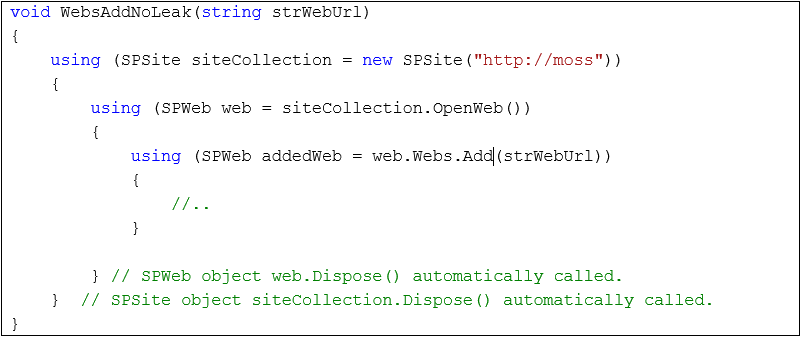 void WebsAddNoLeak(string strWebUrl)
{
    using (SPSite siteCollection = new SPSite("http://moss"))
    {
        using (SPWeb web = siteCollection.OpenWeb())
        {
            using (SPWeb addedWeb = web.Webs.Add(strWebUrl))
            {
                //..
            }

        } // SPWeb object web.Dispose() automatically called.
    }  // SPSite object siteCollection.Dispose() automatically called.
}